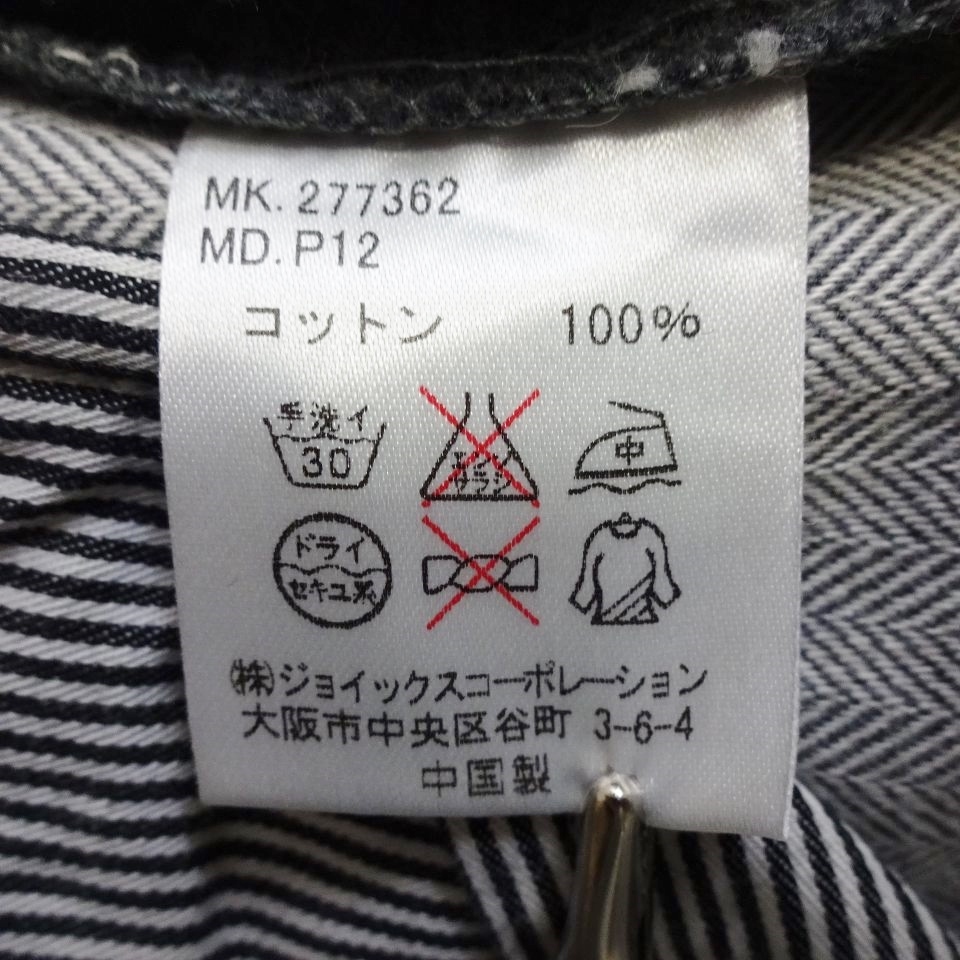 MK. 277362
MD. P12
コットン 100%
手洗イ
30
エンソ
サラシ
中
ドライ
セキユ系
㈱ジョイックスコーポレーション
大阪市中央区谷町 3-6-4
中国製